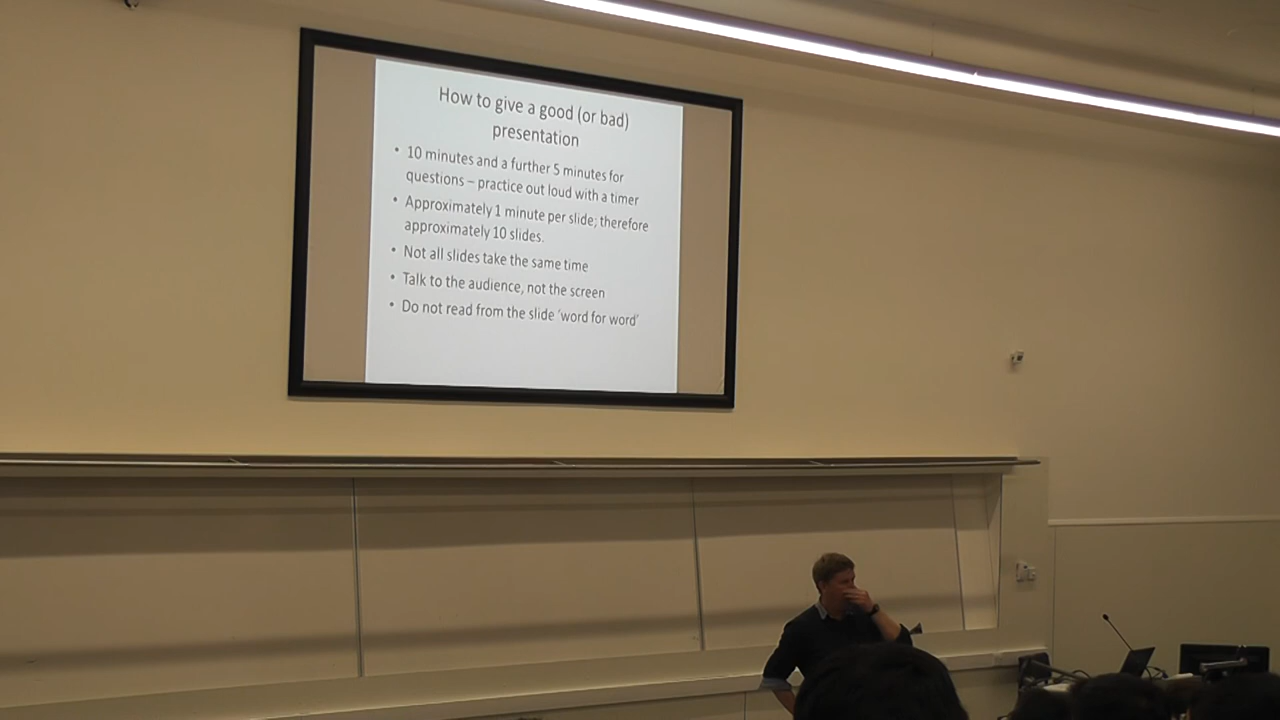 How to give a good (or bad)
presentation
• 10 minutes and a further 5 minutes for
questions – practice out loud with a timer
• Approximately 1 minute per slide; therefore
approximately 10 slides.
• Not all slides take the same time
• Talk to the audience, not the screen
• Do not read from the slide ‘word for word’